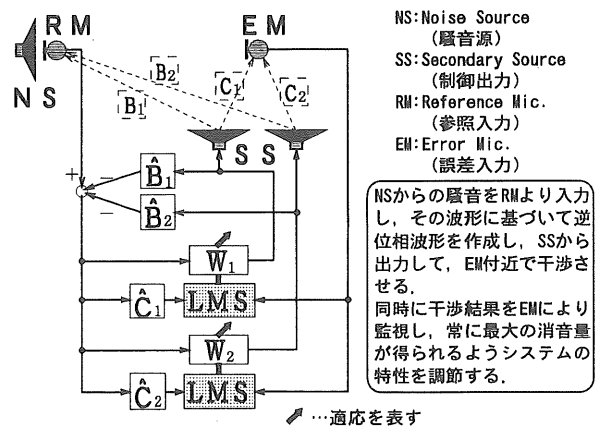 RM
EM
NS
B1
B2
C1
C2
SS
+
−
B̂1
−
B̂2
W1
Ĉ1
LMS
W2
Ĉ2
LMS
…適応を表す
NS:Noise Source
(騒音源)
SS:Secondary Source
(制御出力)
RM:Reference Mic.
(参照入力)
EM:Error Mic.
(誤差入力)
NSからの騒音をRMより入力
し，その波形に基づいて逆
位相波形を作成し，SSから
出力して，EM付近で干渉さ
せる．
同時に干渉結果をEMにより
監視し，常に最大の消音量
が得られるようシステムの
特性を調節する．